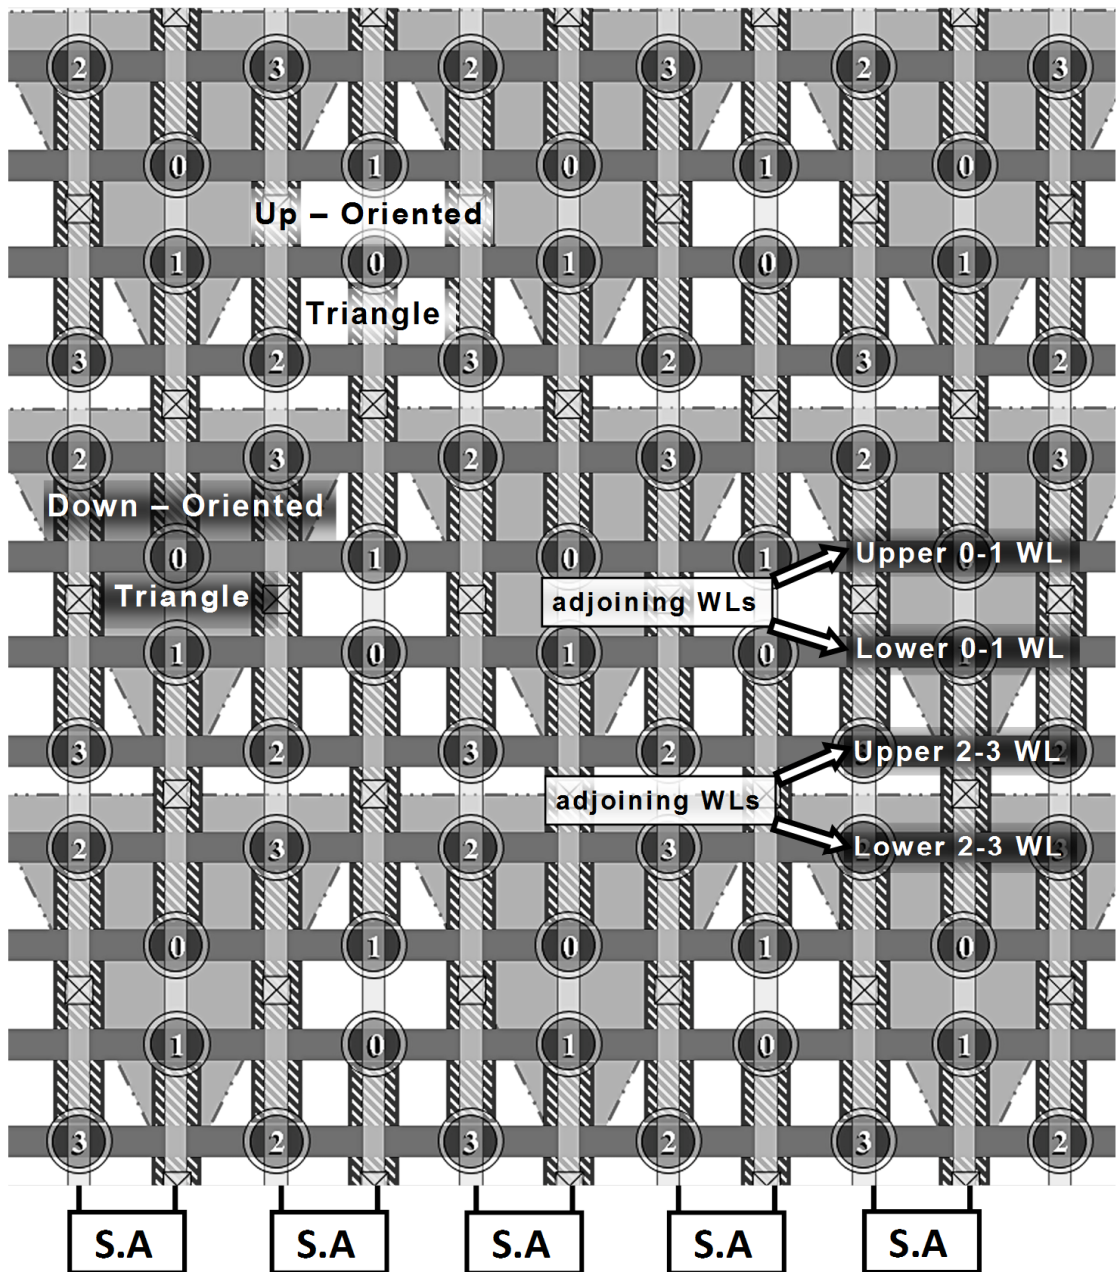 2 3 2 3 2 3
0 1 0 1 0
Up – Oriented
1 0 1 0 1
Triangle
3 2 3 2 3 2
2 3 2 3 2 3
Down – Oriented
0 1 0 1
Upper 0-1 WL
Triangle
adjoining WLs
1 0 1 0
Lower 0-1 WL
3 2 3 2
Upper 2-3 WL
adjoining WLs
2 3 2 3
Lower 2-3 WL
0 1 0 1 0
1 0 1 0 1
3 2 3 2 3 2
S.A S.A S.A S.A S.A